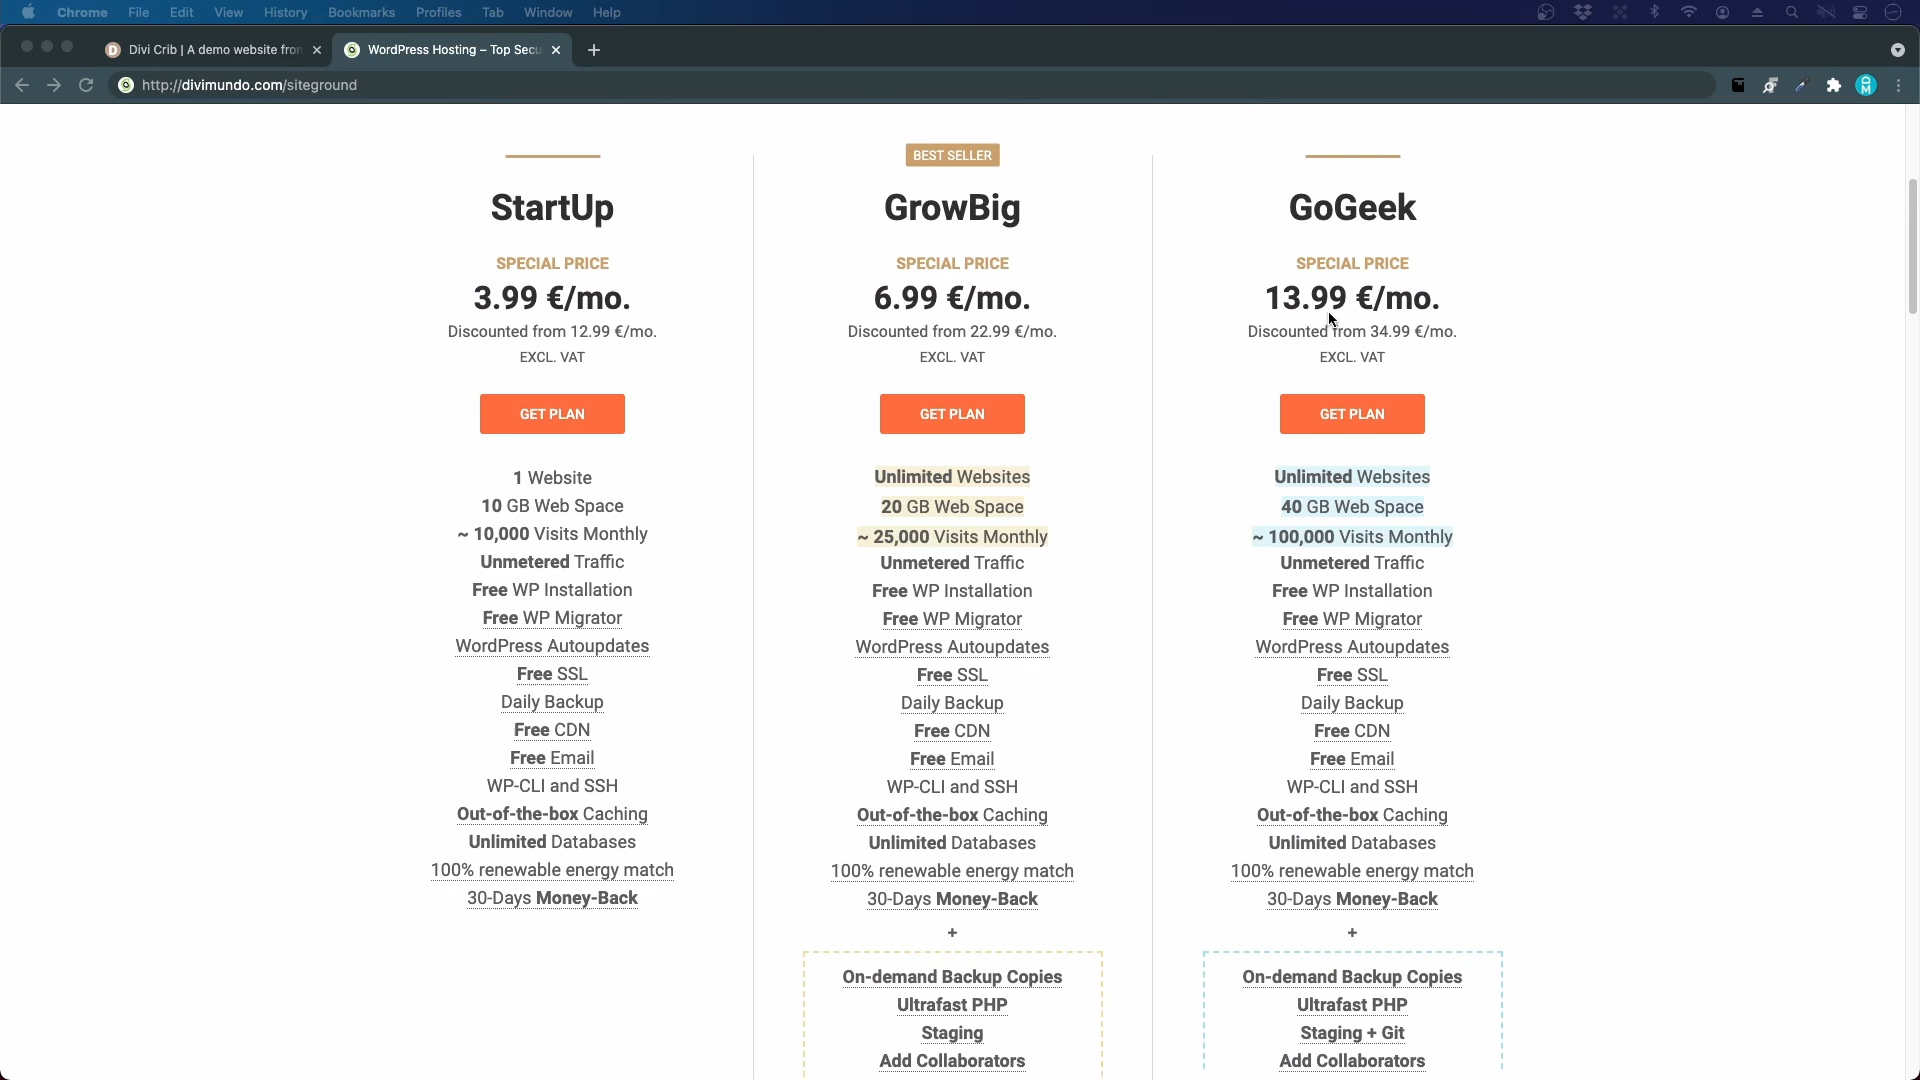 Chrome File Edit View History Bookmarks Profiles Tab Window Help
Divi Crib | A demo website from
WordPress Hosting – Top Secu
http://divimundo.com/siteground
StartUp
SPECIAL PRICE
3.99 €/mo.
Discounted from 12.99 €/mo.
EXCL. VAT
GET PLAN
1 Website
10 GB Web Space
~ 10,000 Visits Monthly
Unmetered Traffic
Free WP Installation
Free WP Migrator
WordPress Autoupdates
Free SSL
Daily Backup
Free CDN
Free Email
WP-CLI and SSH
Out-of-the-box Caching
Unlimited Databases
100% renewable energy match
30-Days Money-Back
BEST SELLER
GrowBig
SPECIAL PRICE
6.99 €/mo.
Discounted from 22.99 €/mo.
EXCL. VAT
GET PLAN
Unlimited Websites
20 GB Web Space
~ 25,000 Visits Monthly
Unmetered Traffic
Free WP Installation
Free WP Migrator
WordPress Autoupdates
Free SSL
Daily Backup
Free CDN
Free Email
WP-CLI and SSH
Out-of-the-box Caching
Unlimited Databases
100% renewable energy match
30-Days Money-Back
+
On-demand Backup Copies
Ultrafast PHP
Staging
Add Collaborators
GoGeek
SPECIAL PRICE
13.99 €/mo.
Discounted from 34.99 €/mo.
EXCL. VAT
GET PLAN
Unlimited Websites
40 GB Web Space
~ 100,000 Visits Monthly
Unmetered Traffic
Free WP Installation
Free WP Migrator
WordPress Autoupdates
Free SSL
Daily Backup
Free CDN
Free Email
WP-CLI and SSH
Out-of-the-box Caching
Unlimited Databases
100% renewable energy match
30-Days Money-Back
+
On-demand Backup Copies
Ultrafast PHP
Staging + Git
Add Collaborators